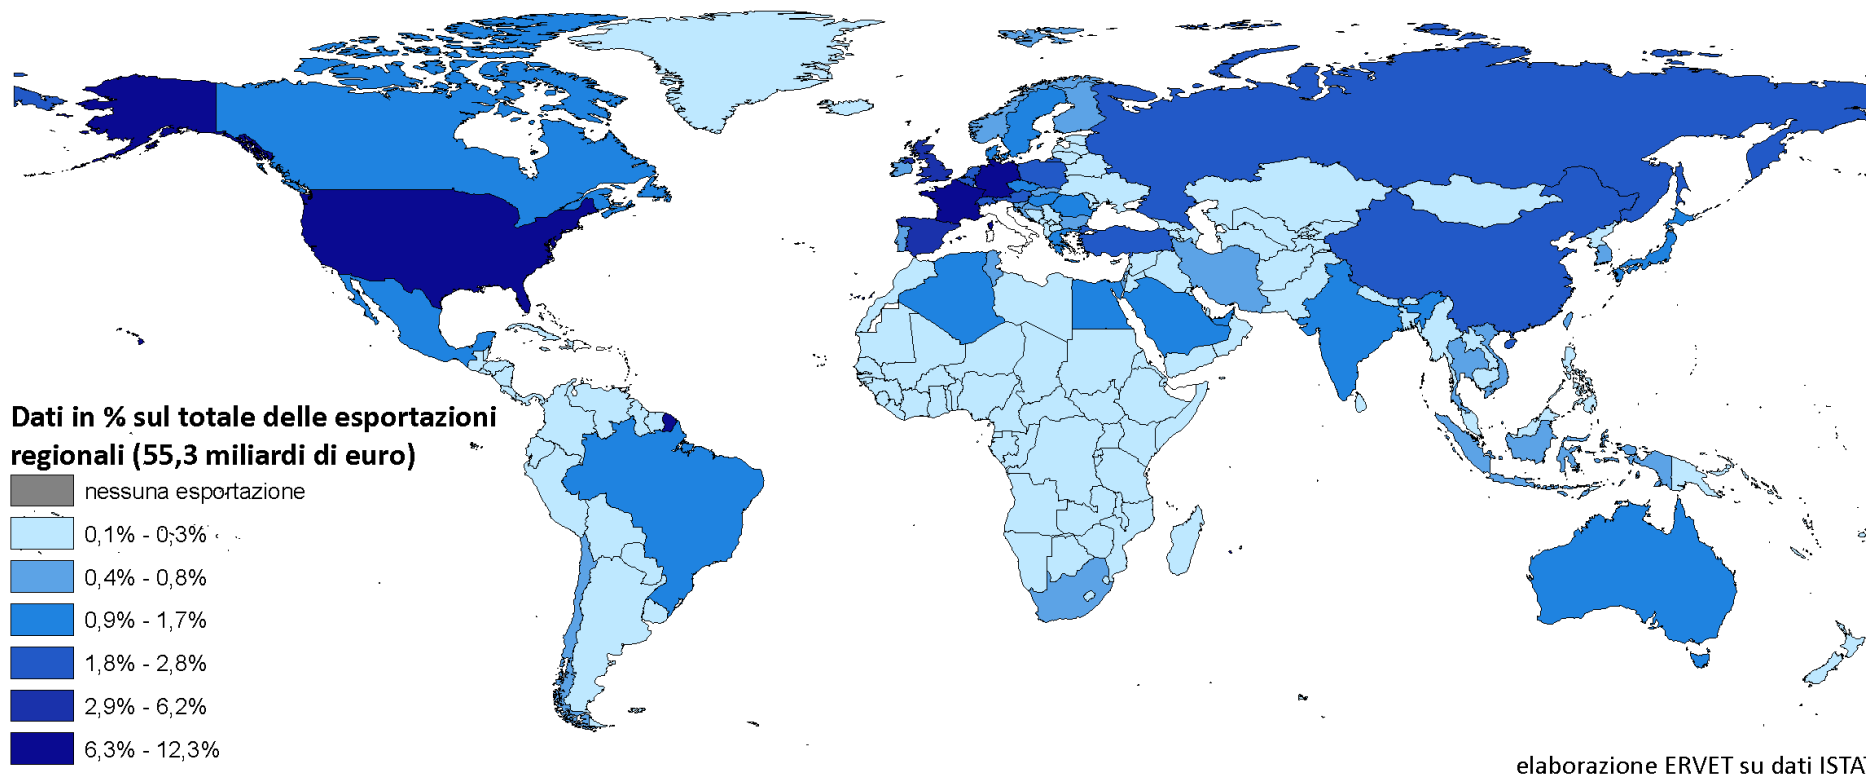 Dati in % sul totale delle esportazioni
regionali (55,3 miliardi di euro)
nessuna esportazione
0,1% - 0,3%
0,4% - 0,8%
0,9% - 1,7%
1,8% - 2,8%
2,9% - 6,2%
6,3% - 12,3%
elaborazione ERVET su dati ISTAT